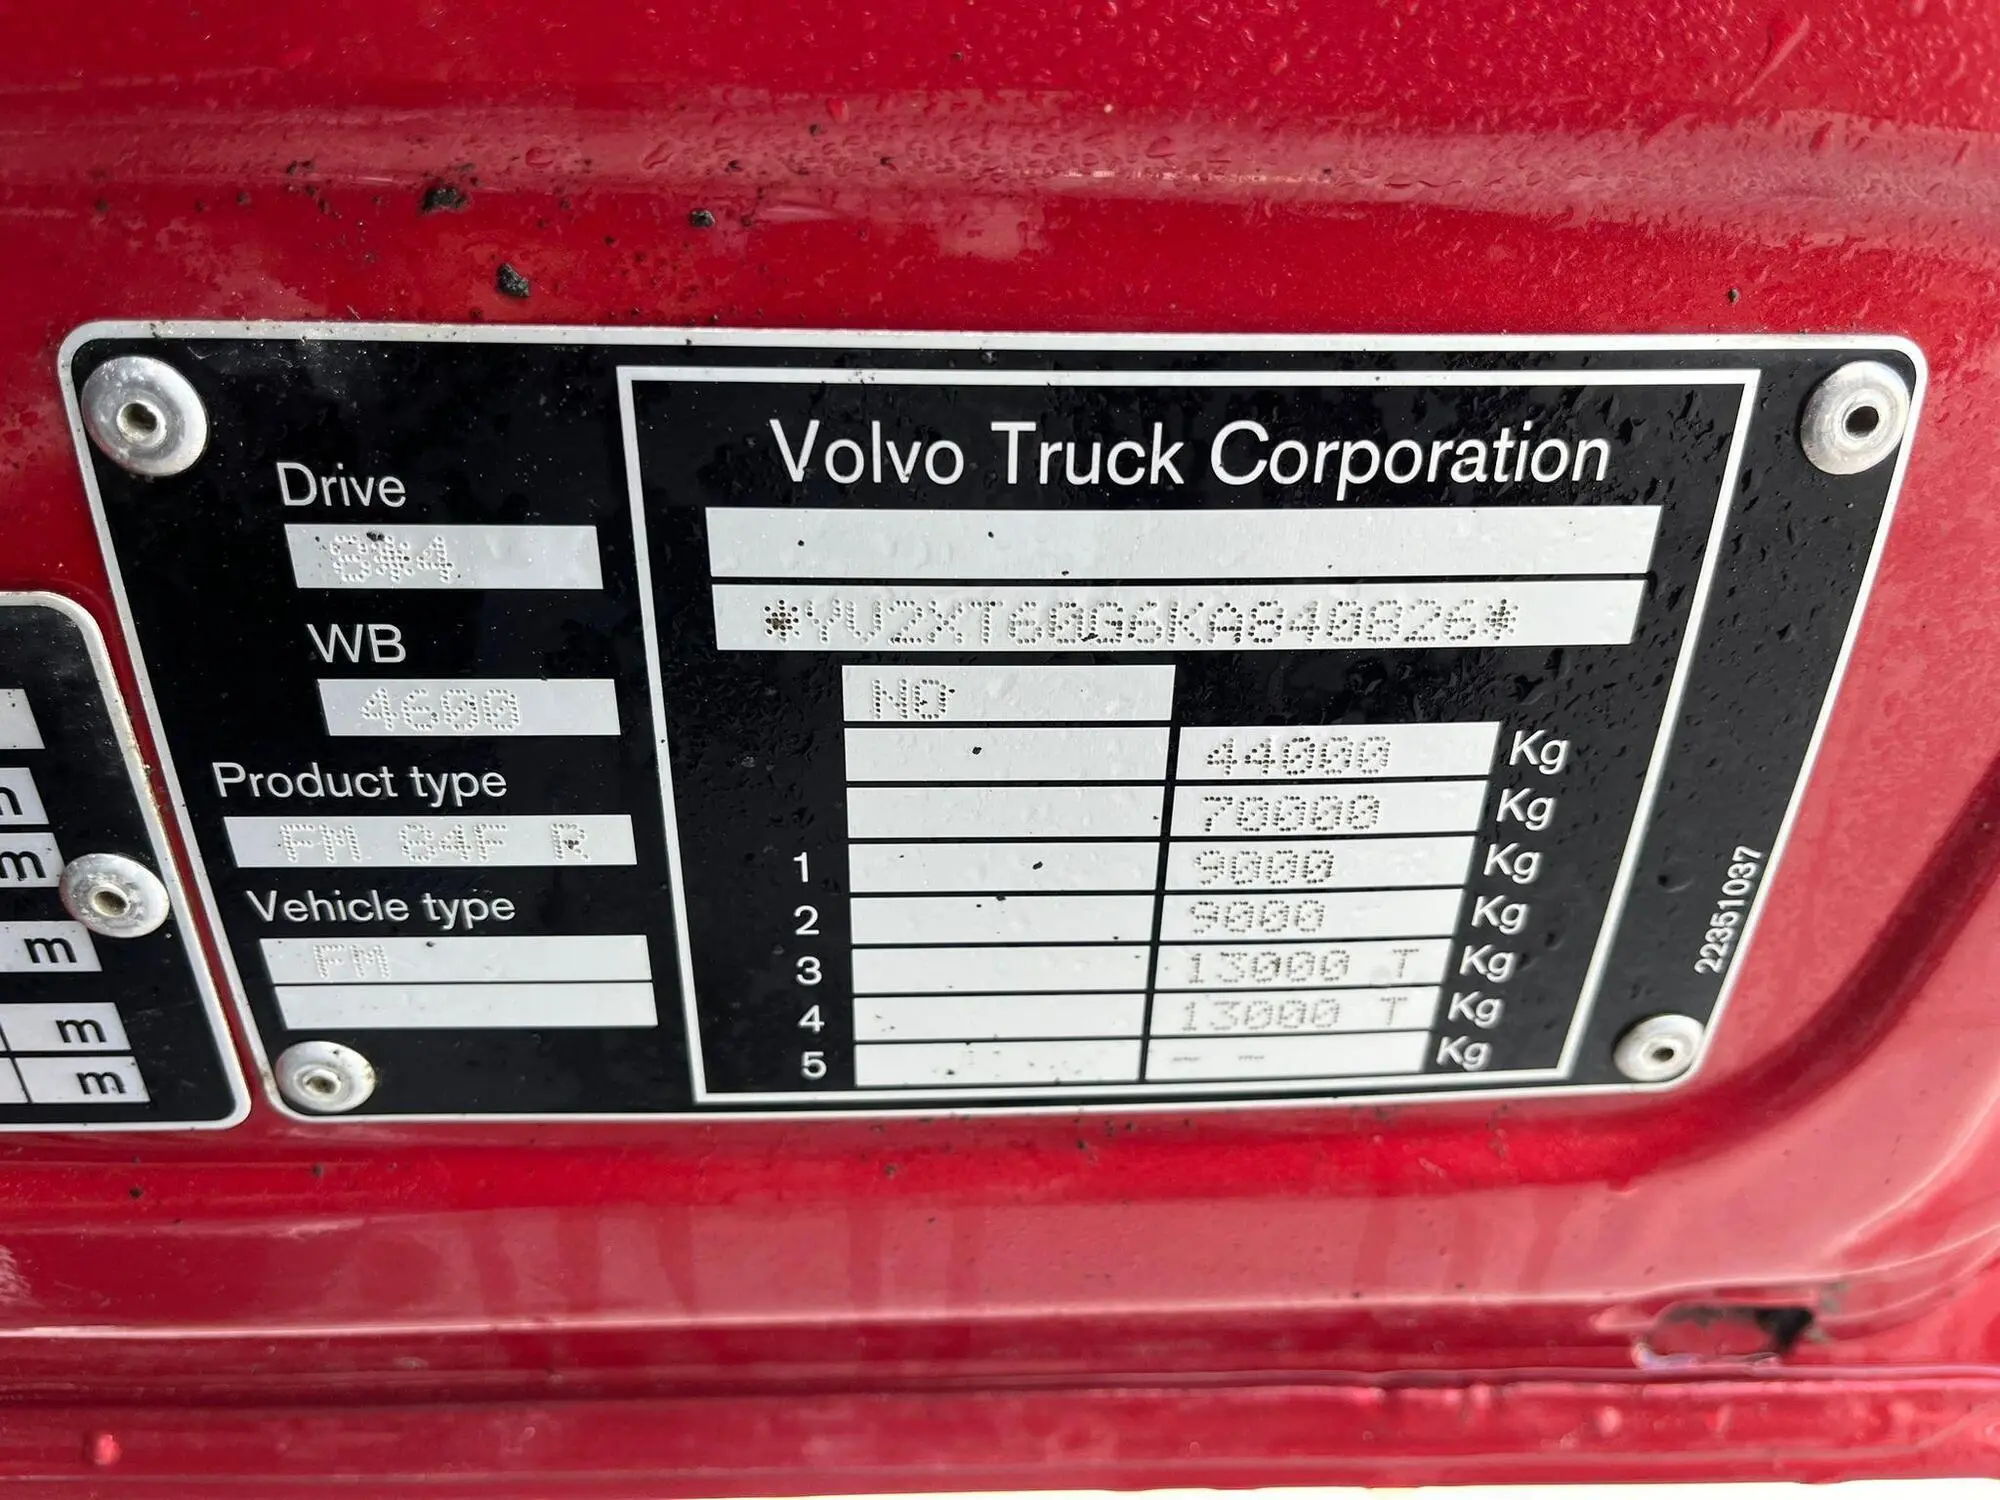 m
m
m
m
m
Drive
8*4
WB
4600
Product type
FM 84F R
Vehicle type
FM
Volvo Truck Corporation
*YV2XT60G6KA840826*
NO
44000 Kg
70000 Kg
1 9000 Kg
2 9000 Kg
3 13000 T Kg
4 13000 T Kg
5 -- -- Kg
22351037